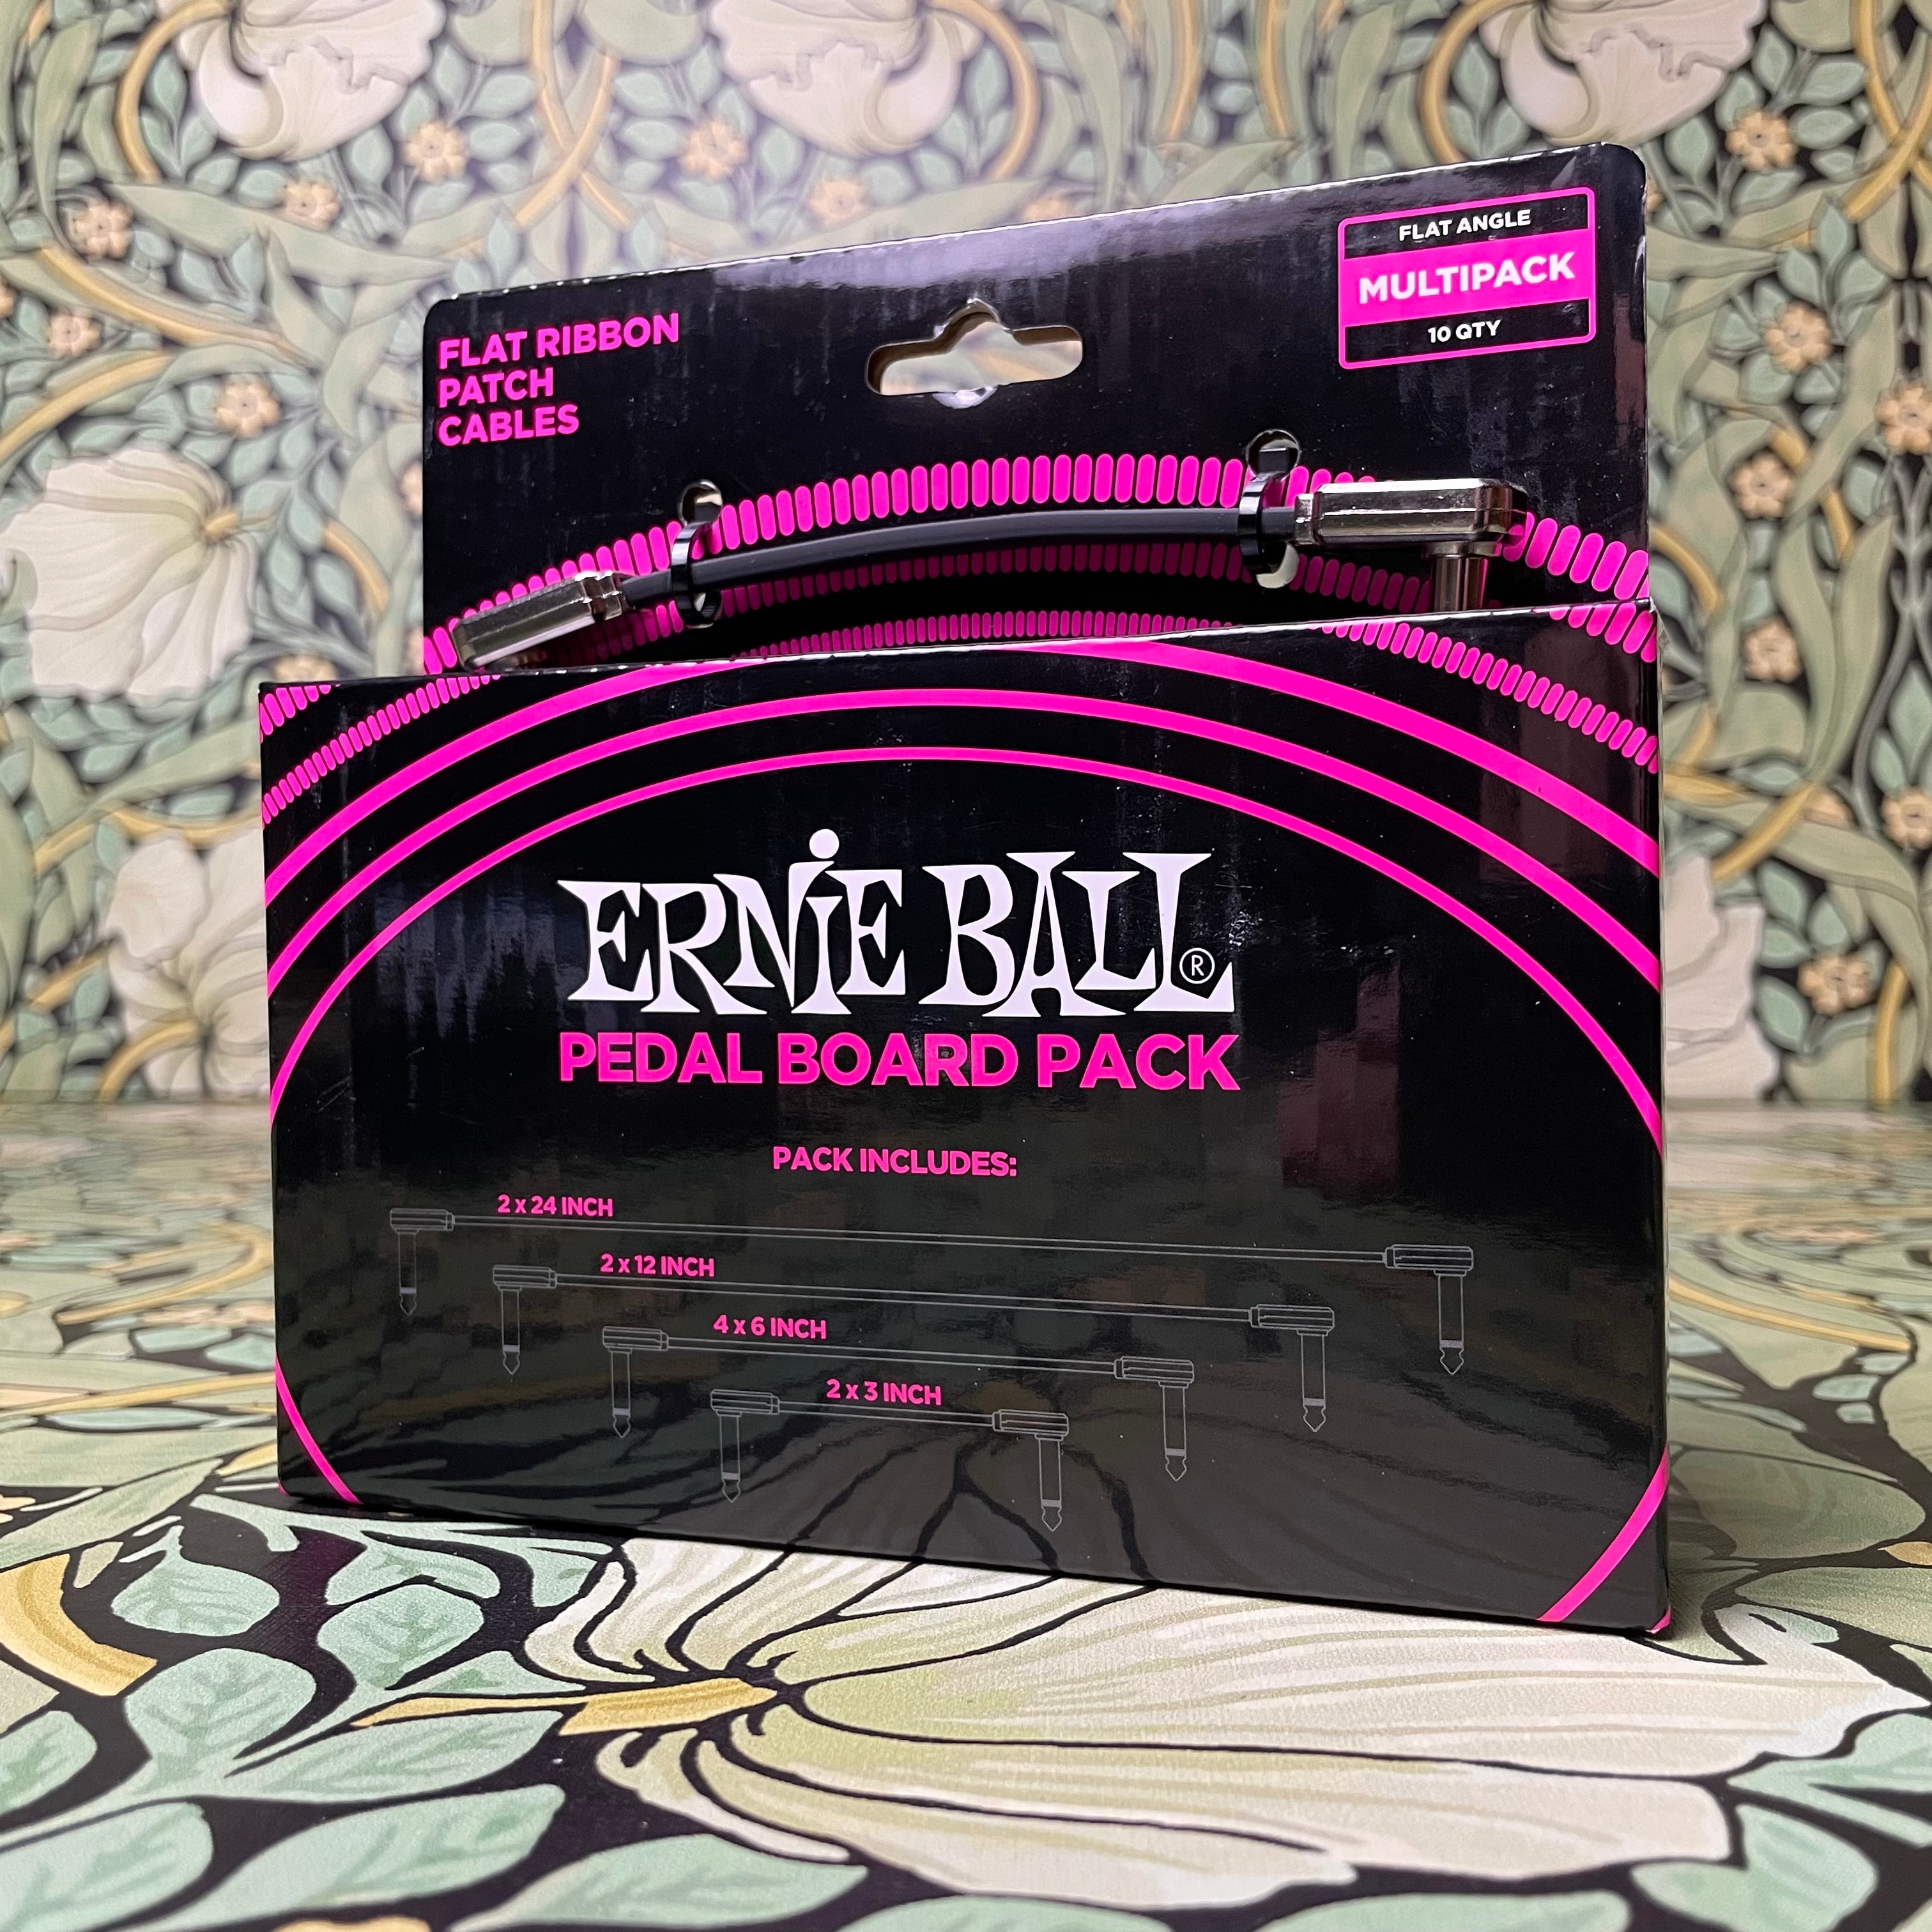 FLAT RIBBON
PATCH
CABLES
FLAT ANGLE
MULTIPACK
10 QTY
ERNiE BALL®
PEDAL BOARD PACK
PACK INCLUDES:
2 x 24 INCH
2 x 12 INCH
4 x 6 INCH
2 x 3 INCH